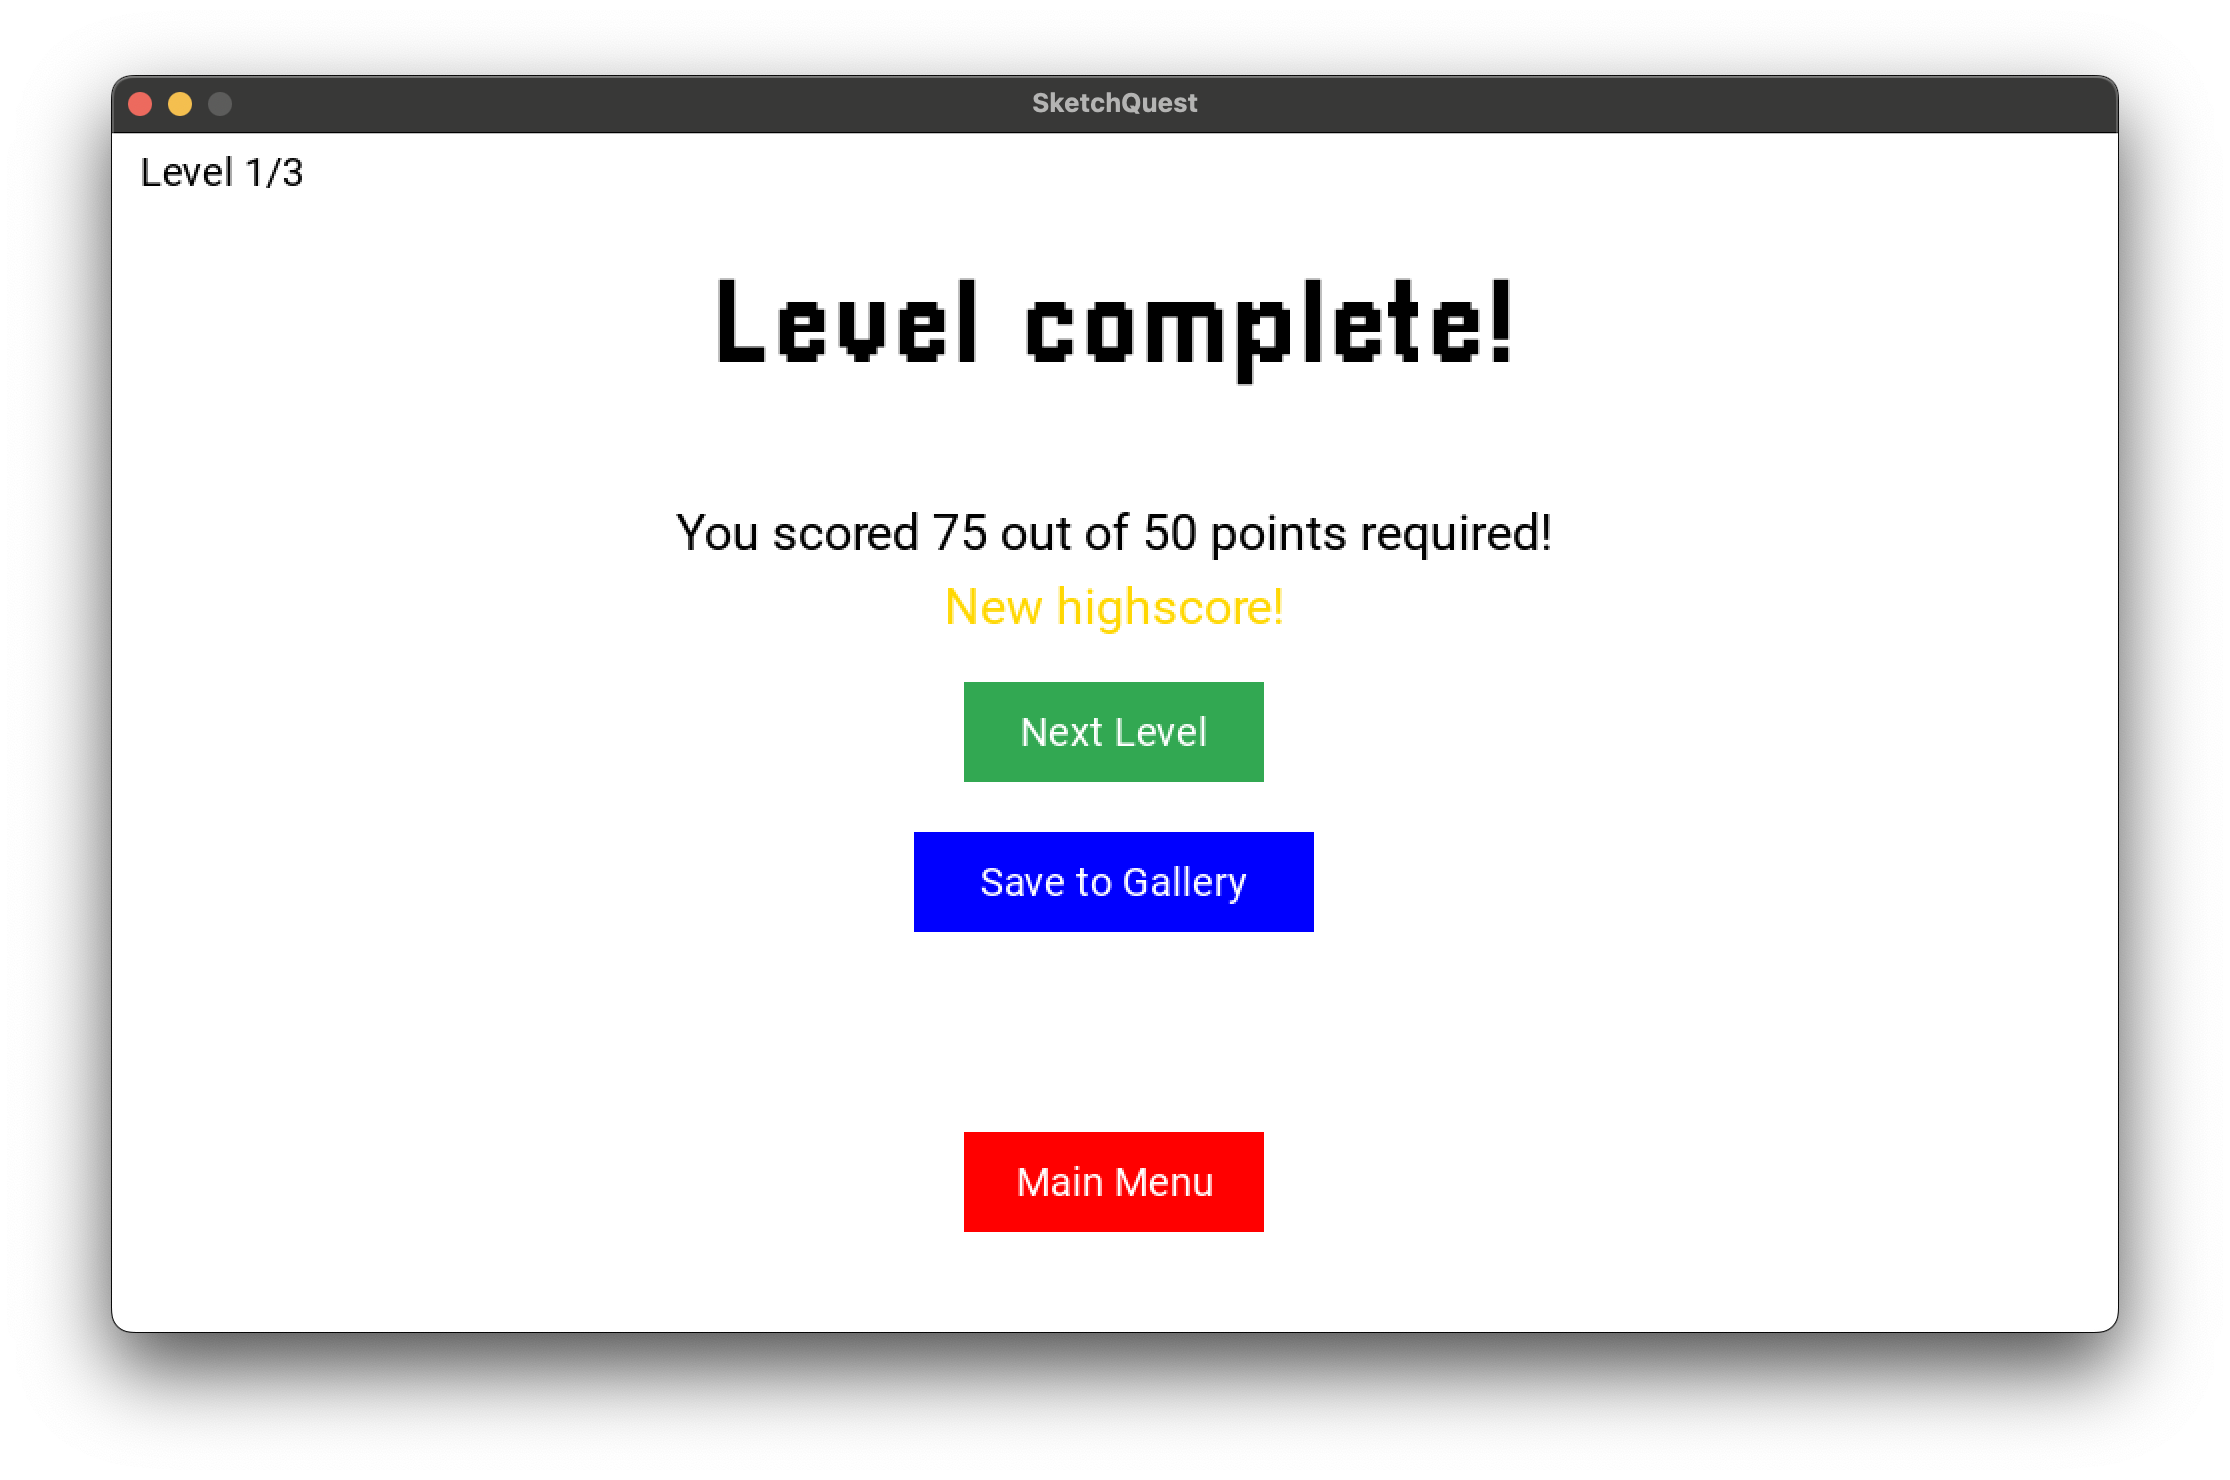 SketchQuest
Level 1/3
Level complete!
You scored 75 out of 50 points required!
New highscore!
Next Level
Save to Gallery
Main Menu